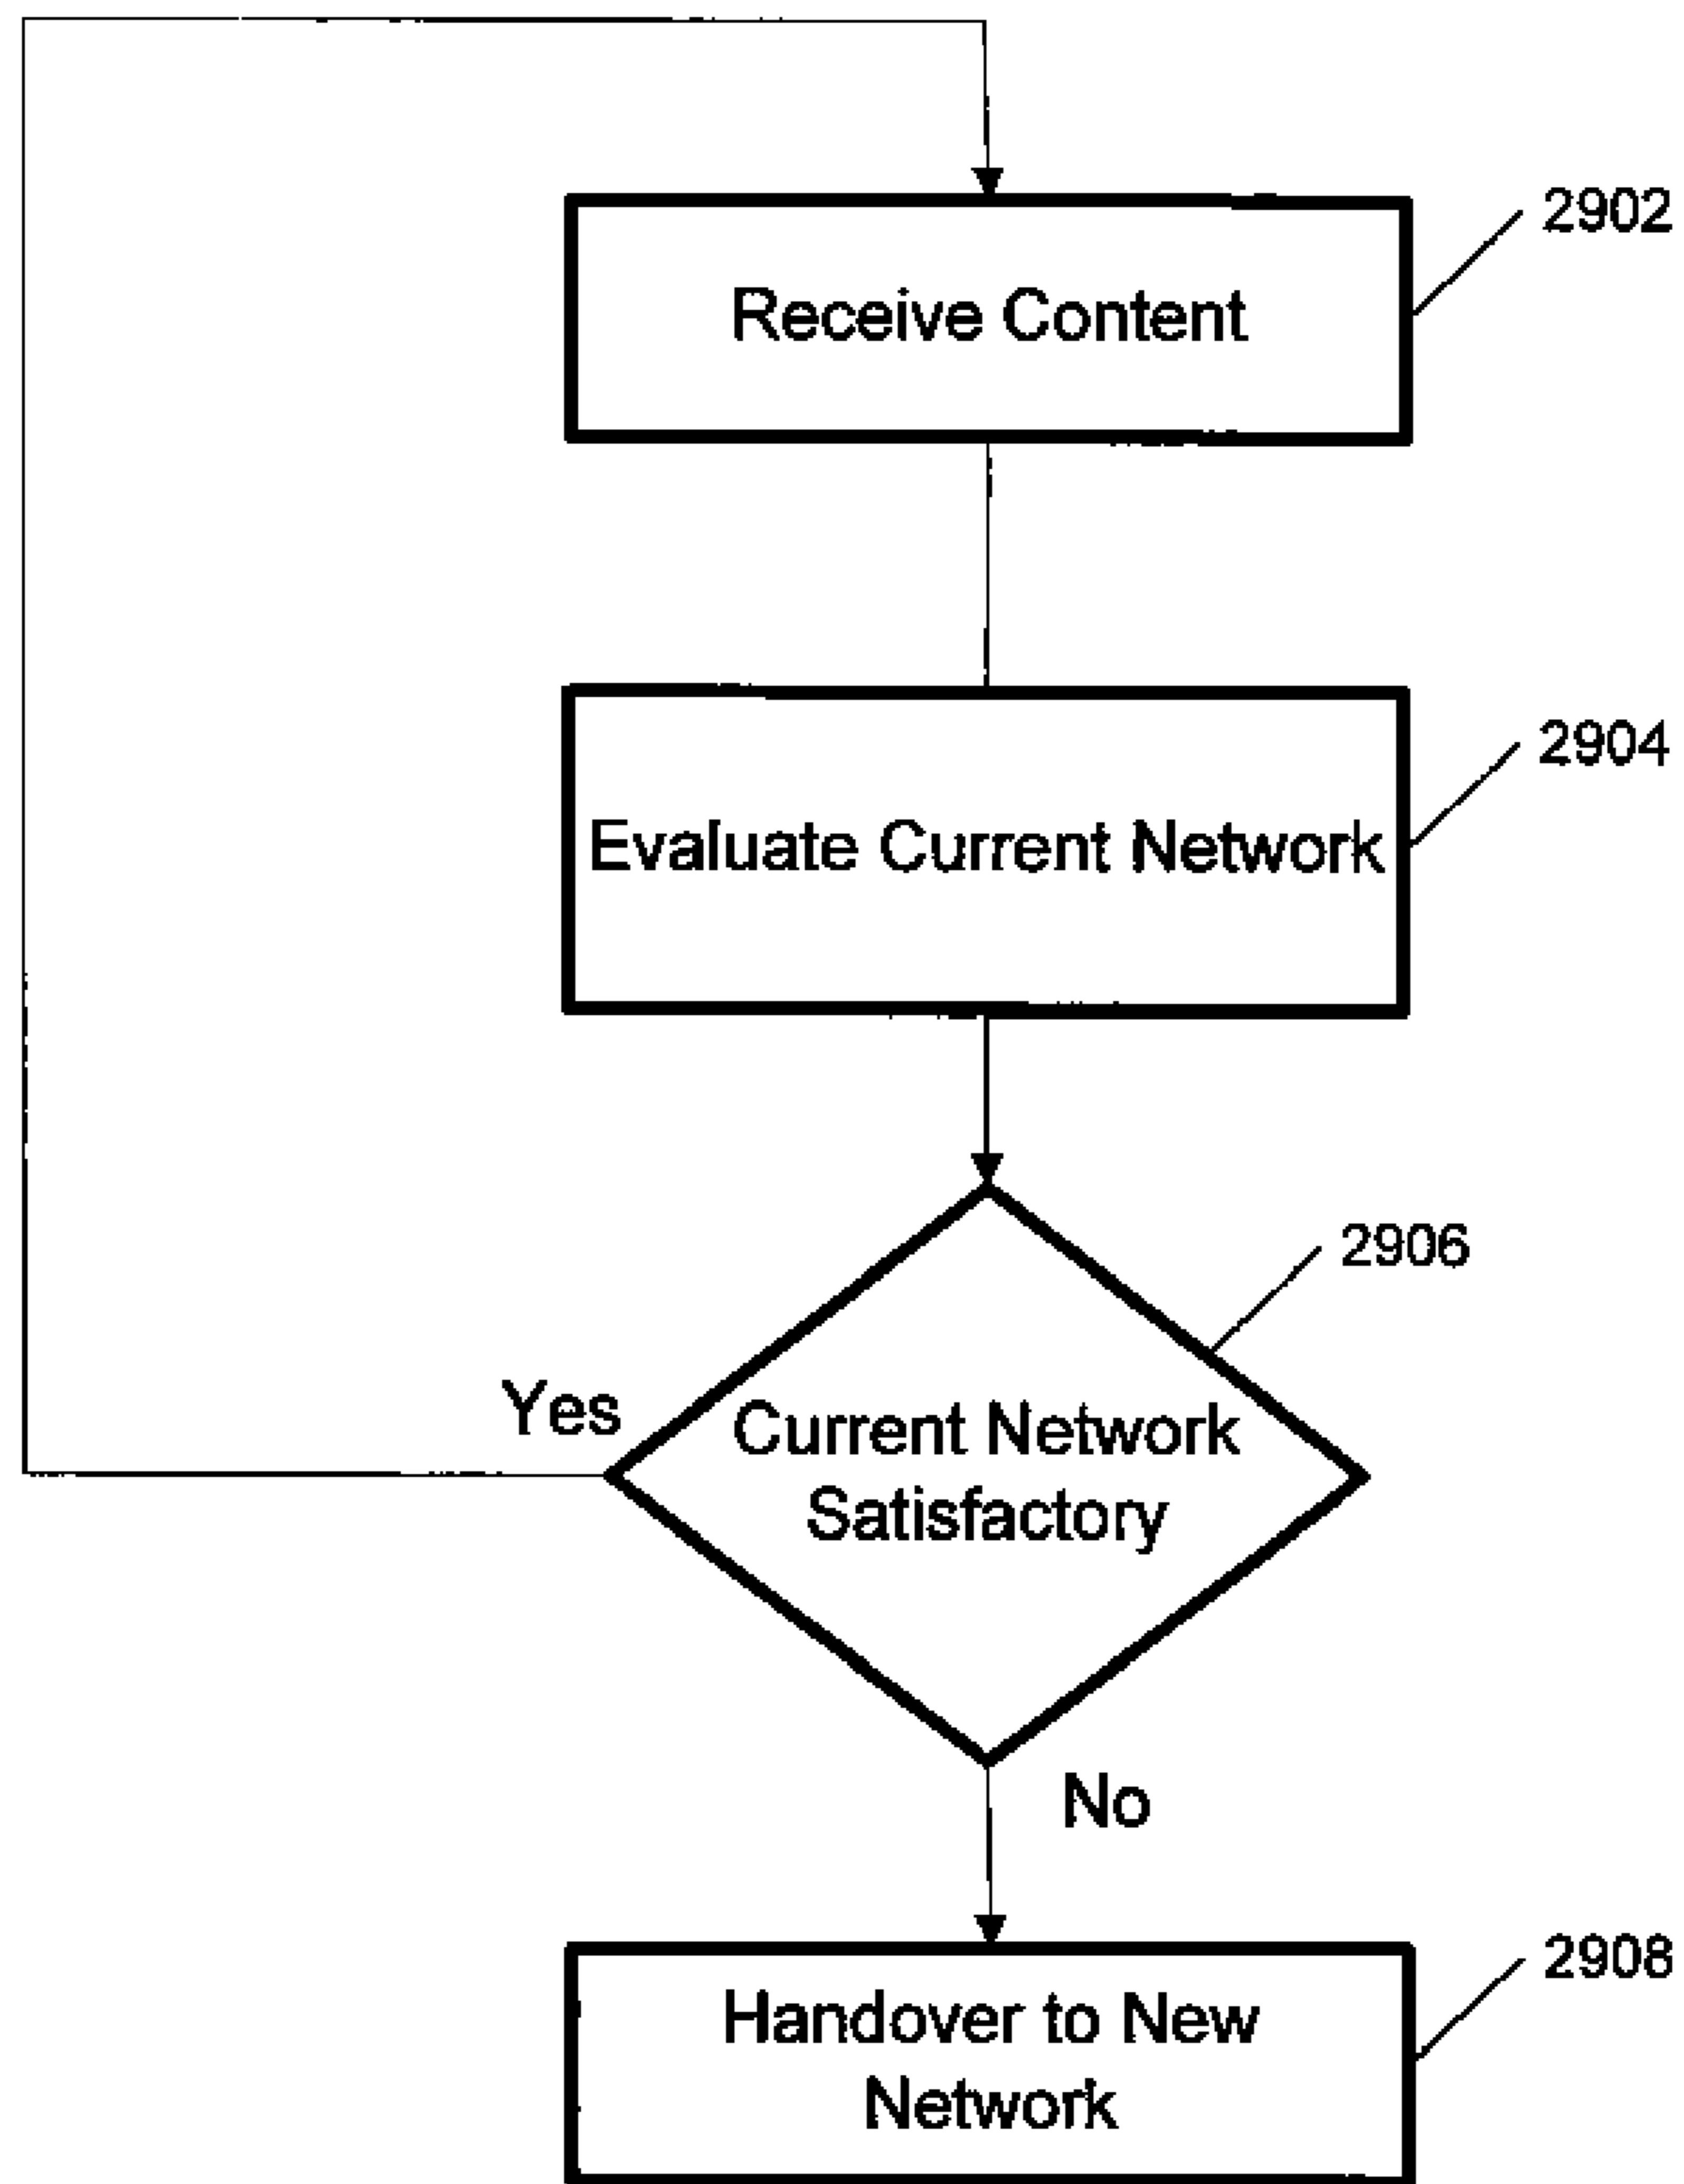 2902
Receive Content
2904
Evaluate Current Network
2906
Yes
Current Network
Satisfactory
No
2908
Handover to New
Network